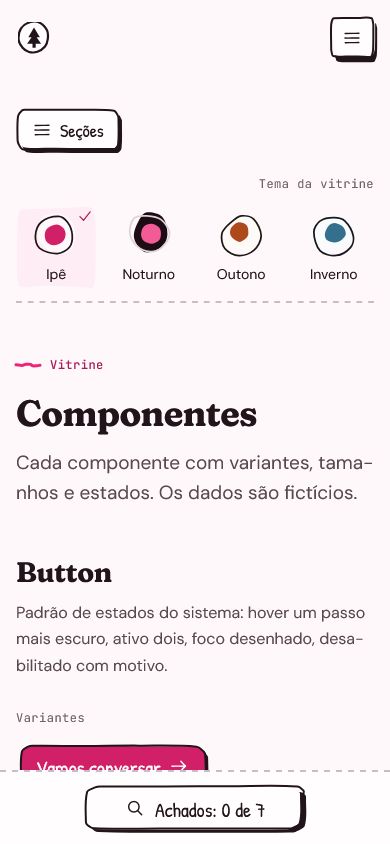 Seções
Tema da vitrine
Ipê
Noturno
Outono
Inverno
Vitrine
Componentes
Cada componente com variantes, tama-
nhos e estados. Os dados são fictícios.
Button
Padrão de estados do sistema: hover um passo
mais escuro, ativo dois, foco desenhado, desa-
bilitado com motivo.
Variantes
Vamos conversar
Achados: 0 de 7